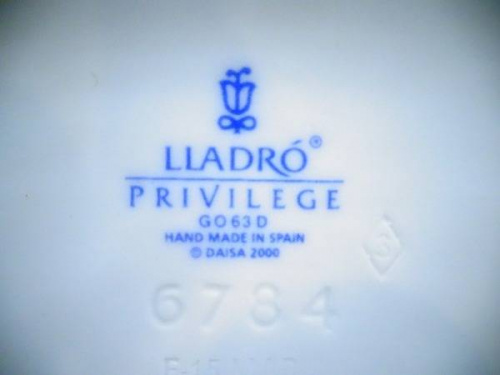 LLADRÓ®
PRIVILEGE
GO63D
HAND MADE IN SPAIN
© DAISA 2000
6784